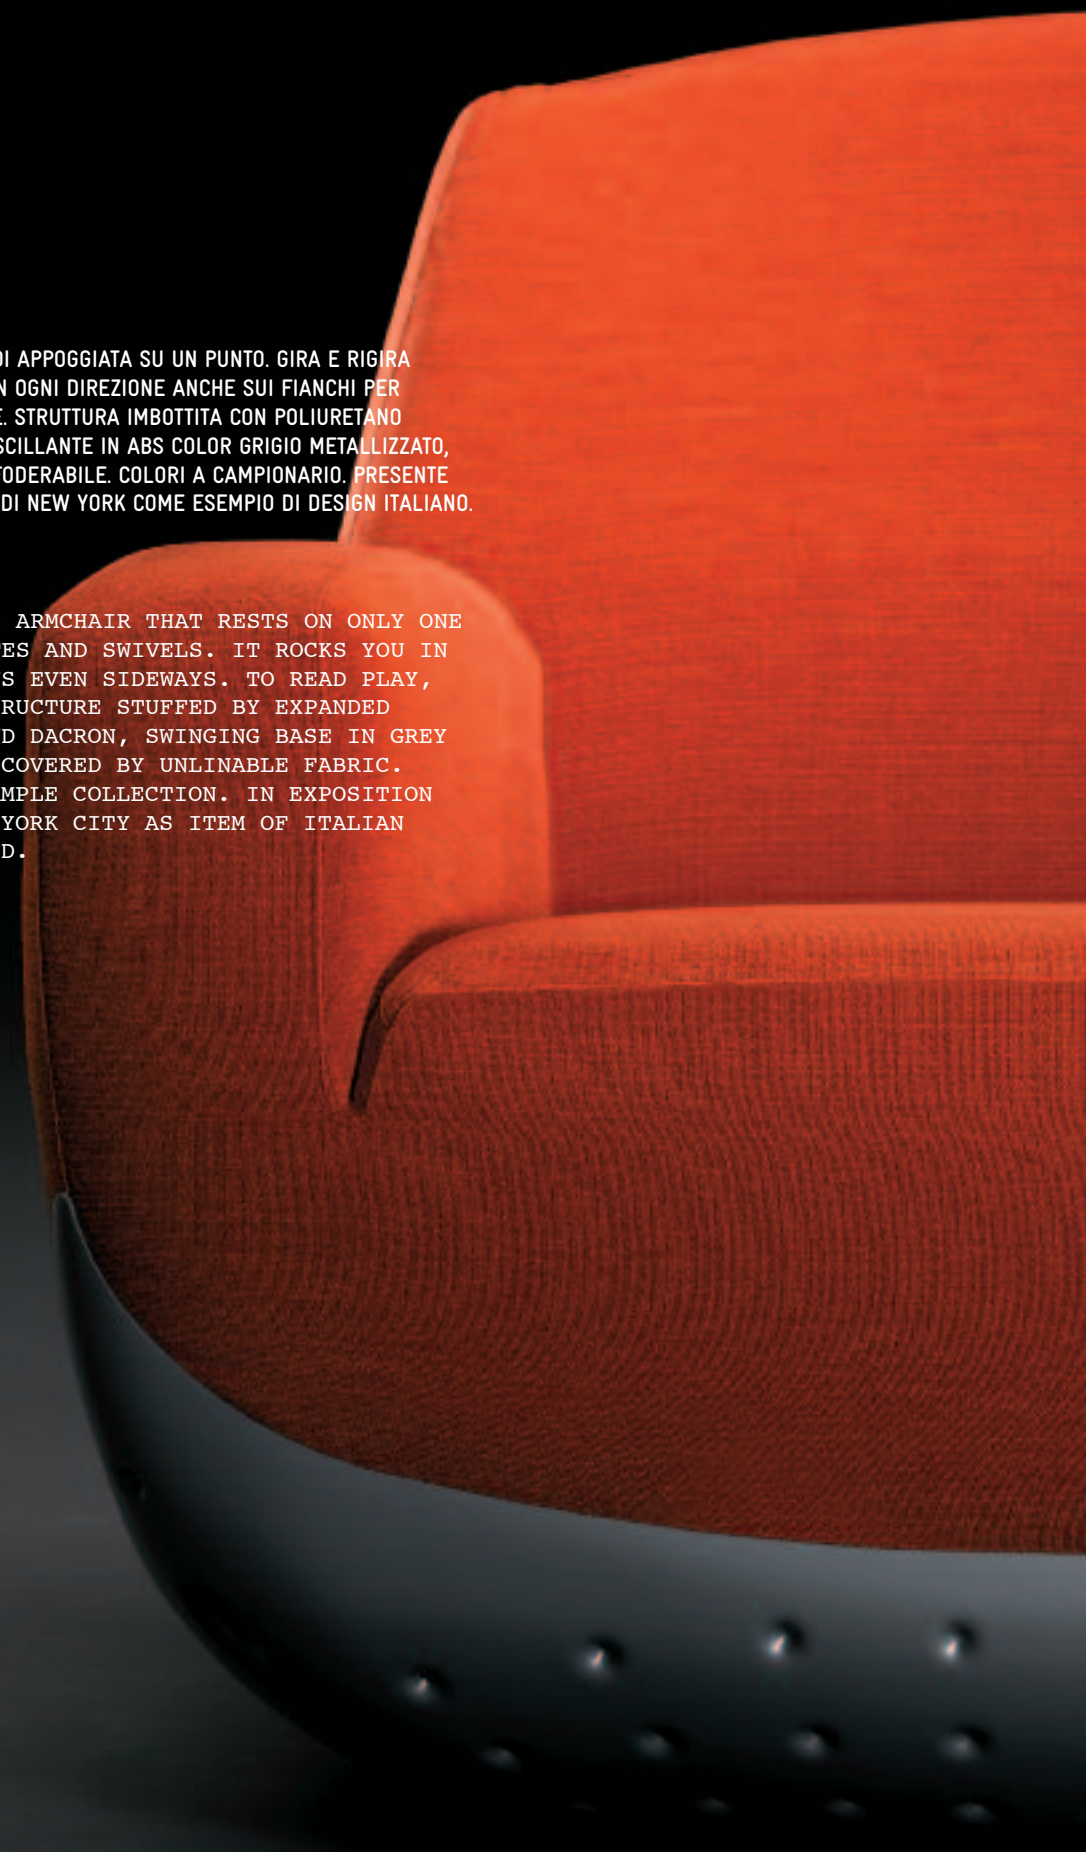 DI APPOGGIATA SU UN PUNTO. GIRA E RIGIRA
OGNI DIREZIONE ANCHE SUI FIANCHI PER
STRUTTURA IMBOTTITA CON POLIURETANO
SCILLANTE IN ABS COLOR GRIGIO METALLIZZATO,
TODERABILE. COLORI A CAMPIONARIO. PRESENTE
DI NEW YORK COME ESEMPIO DI DESIGN ITALIANO.
ARMCHAIR THAT RESTS ON ONLY ONE
ES AND SWIVELS. IT ROCKS YOU IN
S EVEN SIDEWAYS. TO READ PLAY,
RUCTURE STUFFED BY EXPANDED
D DACRON, SWINGING BASE IN GREY
COVERED BY UNLINABLE FABRIC.
MPLE COLLECTION. IN EXPOSITION
YORK CITY AS ITEM OF ITALIAN
D.